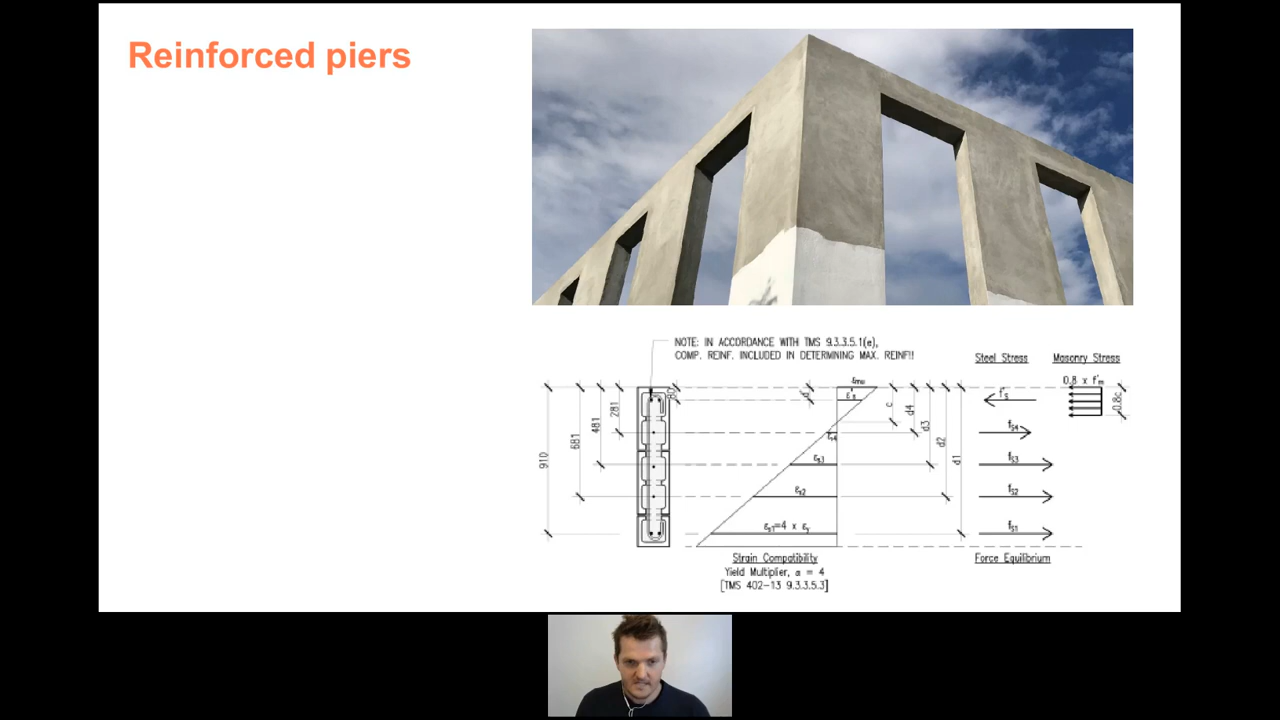 Reinforced piers
NOTE: IN ACCORDANCE WITH TMS 9.3.3.5.1(e),
COMP. REINF. INCLUDED IN DETERMINING MAX. REINF!!
Steel Stress
Masonry Stress
0.8 x f'm
εmu
ε's
f's
0.8c
d'
c
d4
d3
d2
d1
281
481
681
910
εs4
εs3
εs2
εs1=4 x εy
fs4
fs3
fs2
fs1
Strain Compatibility
Yield Multiplier, α = 4
[TMS 402-13 9.3.3.5.3]
Force Equilibrium